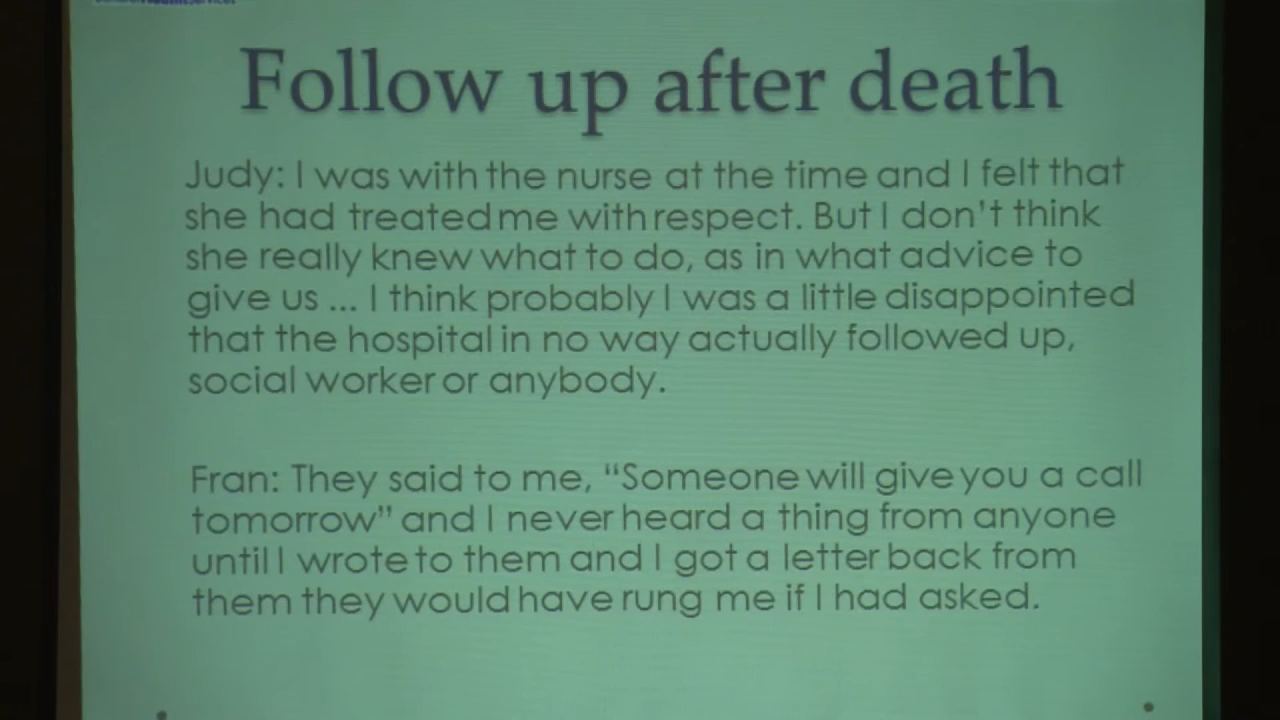 Follow up after death
Judy: I was with the nurse at the time and I felt that
she had treated me with respect. But I don't think
she really knew what to do, as in what advice to
give us ... I think probably I was a little disappointed
that the hospital in no way actually followed up,
social worker or anybody.
Fran: They said to me, "Someone will give you a call
tomorrow" and I never heard a thing from anyone
until I wrote to them and I got a letter back from
them they would have rung me if I had asked.